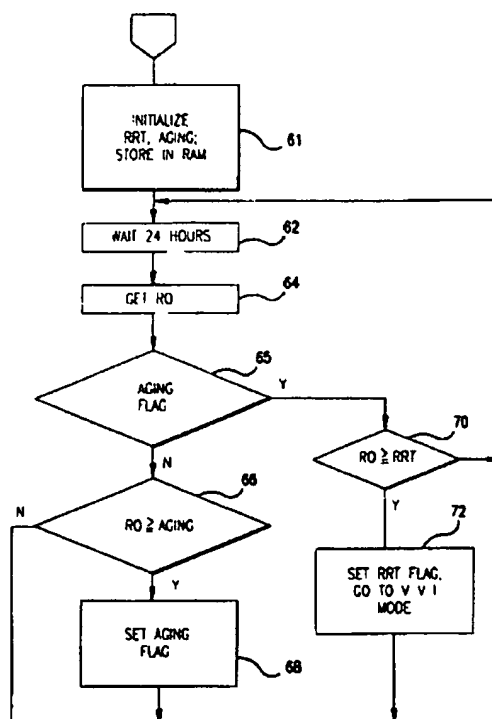 INITIALIZE
RRT, AGING;
STORE IN RAM
61
WAIT 24 HOURS
62
GET RO
64
AGING
FLAG
65
Y
N
RO ≧ RRT
70
N
RO ≧ AGING
66
Y
Y
SET RRT FLAG,
GO TO V V I
MODE
72
SET AGING
FLAG
68